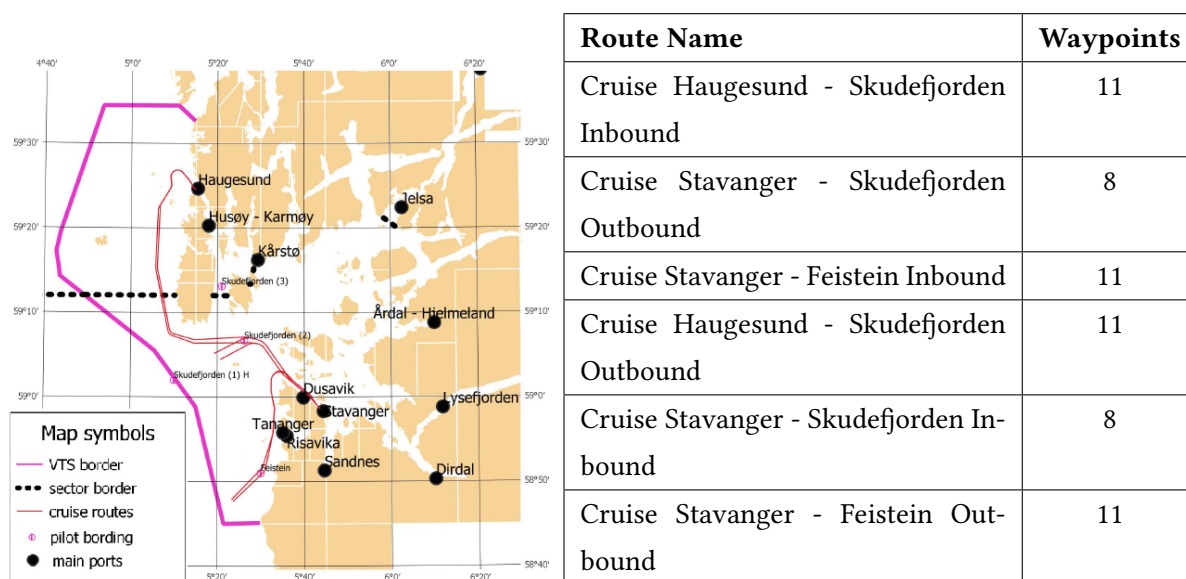 4°40'
5°0'
5°20'
5°40'
6°0'
6°20'
59°30'
59°30'
Haugesund
Jelsa
59°20'
Husøy - Karmøy
59°20'
Kårstø
Skudefjorden (3)
59°10'
Årdal - Hjelmeland
59°10'
Skudefjorden (2)
Skudefjorden (1) H
59°0'
Dusavik
Lysefjorden
59°0'
Stavanger
Tananger
Risavika
Sandnes
Feistein
Dirdal
58°50'
58°40'
5°20'
5°40'
6°0'
6°20'
Map symbols
VTS border
sector border
cruise routes
pilot bording
main ports
Route Name Waypoints
Cruise Haugesund - Skudefjorden 11
Inbound
Cruise Stavanger - Skudefjorden 8
Outbound
Cruise Stavanger - Feistein Inbound 11
Cruise Haugesund - Skudefjorden 11
Outbound
Cruise Stavanger - Skudefjorden In- 8
bound
Cruise Stavanger - Feistein Out- 11
bound